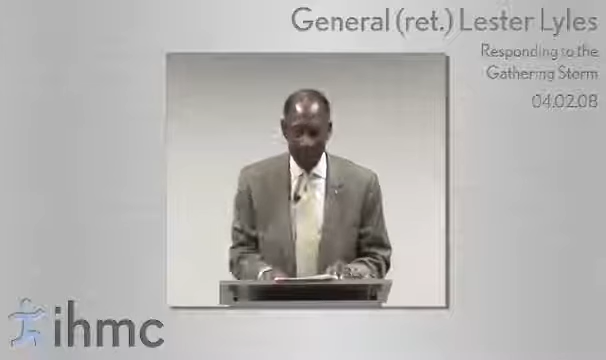 General (ret.) Lester Lyles
Responding to the
Gathering Storm
04.02.08
ihmc